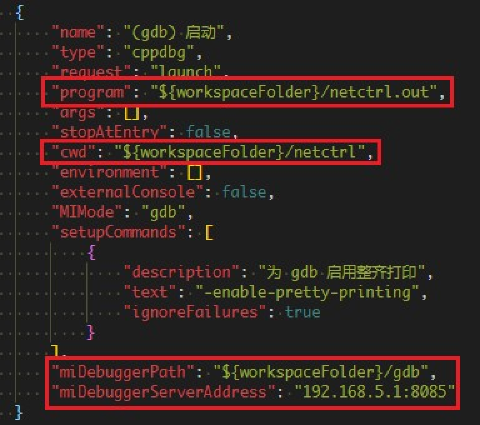 {
"name": "(gdb) 启动",
"type": "cppdbg",
"request": "launch",
"program": "${workspaceFolder}/netctrl.out",
"args": [],
"stopAtEntry": false,
"cwd": "${workspaceFolder}/netctrl",
"environment": [],
"externalConsole": false,
"MIMode": "gdb",
"setupCommands": [
{
"description": "为 gdb 启用整齐打印",
"text": "-enable-pretty-printing",
"ignoreFailures": true
}
],
"miDebuggerPath": "${workspaceFolder}/gdb",
"miDebuggerServerAddress": "192.168.5.1:8085"
}